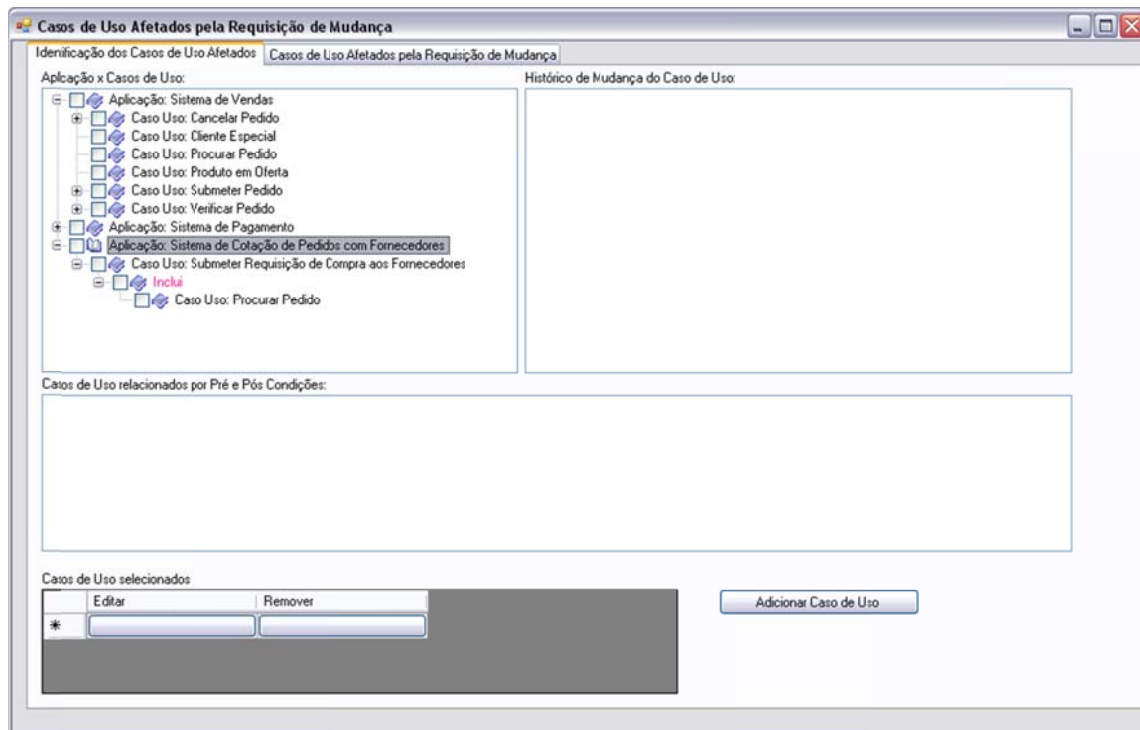 Casos de Uso Afetados pela Requisição de Mudança
Identificação dos Casos de Uso Afetados
Casos de Uso Afetados pela Requisição de Mudança
Aplicação x Casos de Uso:
Histórico de Mudança do Caso de Uso:
Aplicação: Sistema de Vendas
Caso Uso: Cancelar Pedido
Caso Uso: Cliente Especial
Caso Uso: Procurar Pedido
Caso Uso: Produto em Oferta
Caso Uso: Submeter Pedido
Caso Uso: Verificar Pedido
Aplicação: Sistema de Pagamento
Aplicação: Sistema de Cotação de Pedidos com Fornecedores
Caso Uso: Submeter Requisição de Compra aos Fornecedores
Inclui
Caso Uso: Procurar Pedido
Casos de Uso relacionados por Pré e Pós Condições:
Casos de Uso selecionados
Editar Remover
Adicionar Caso de Uso